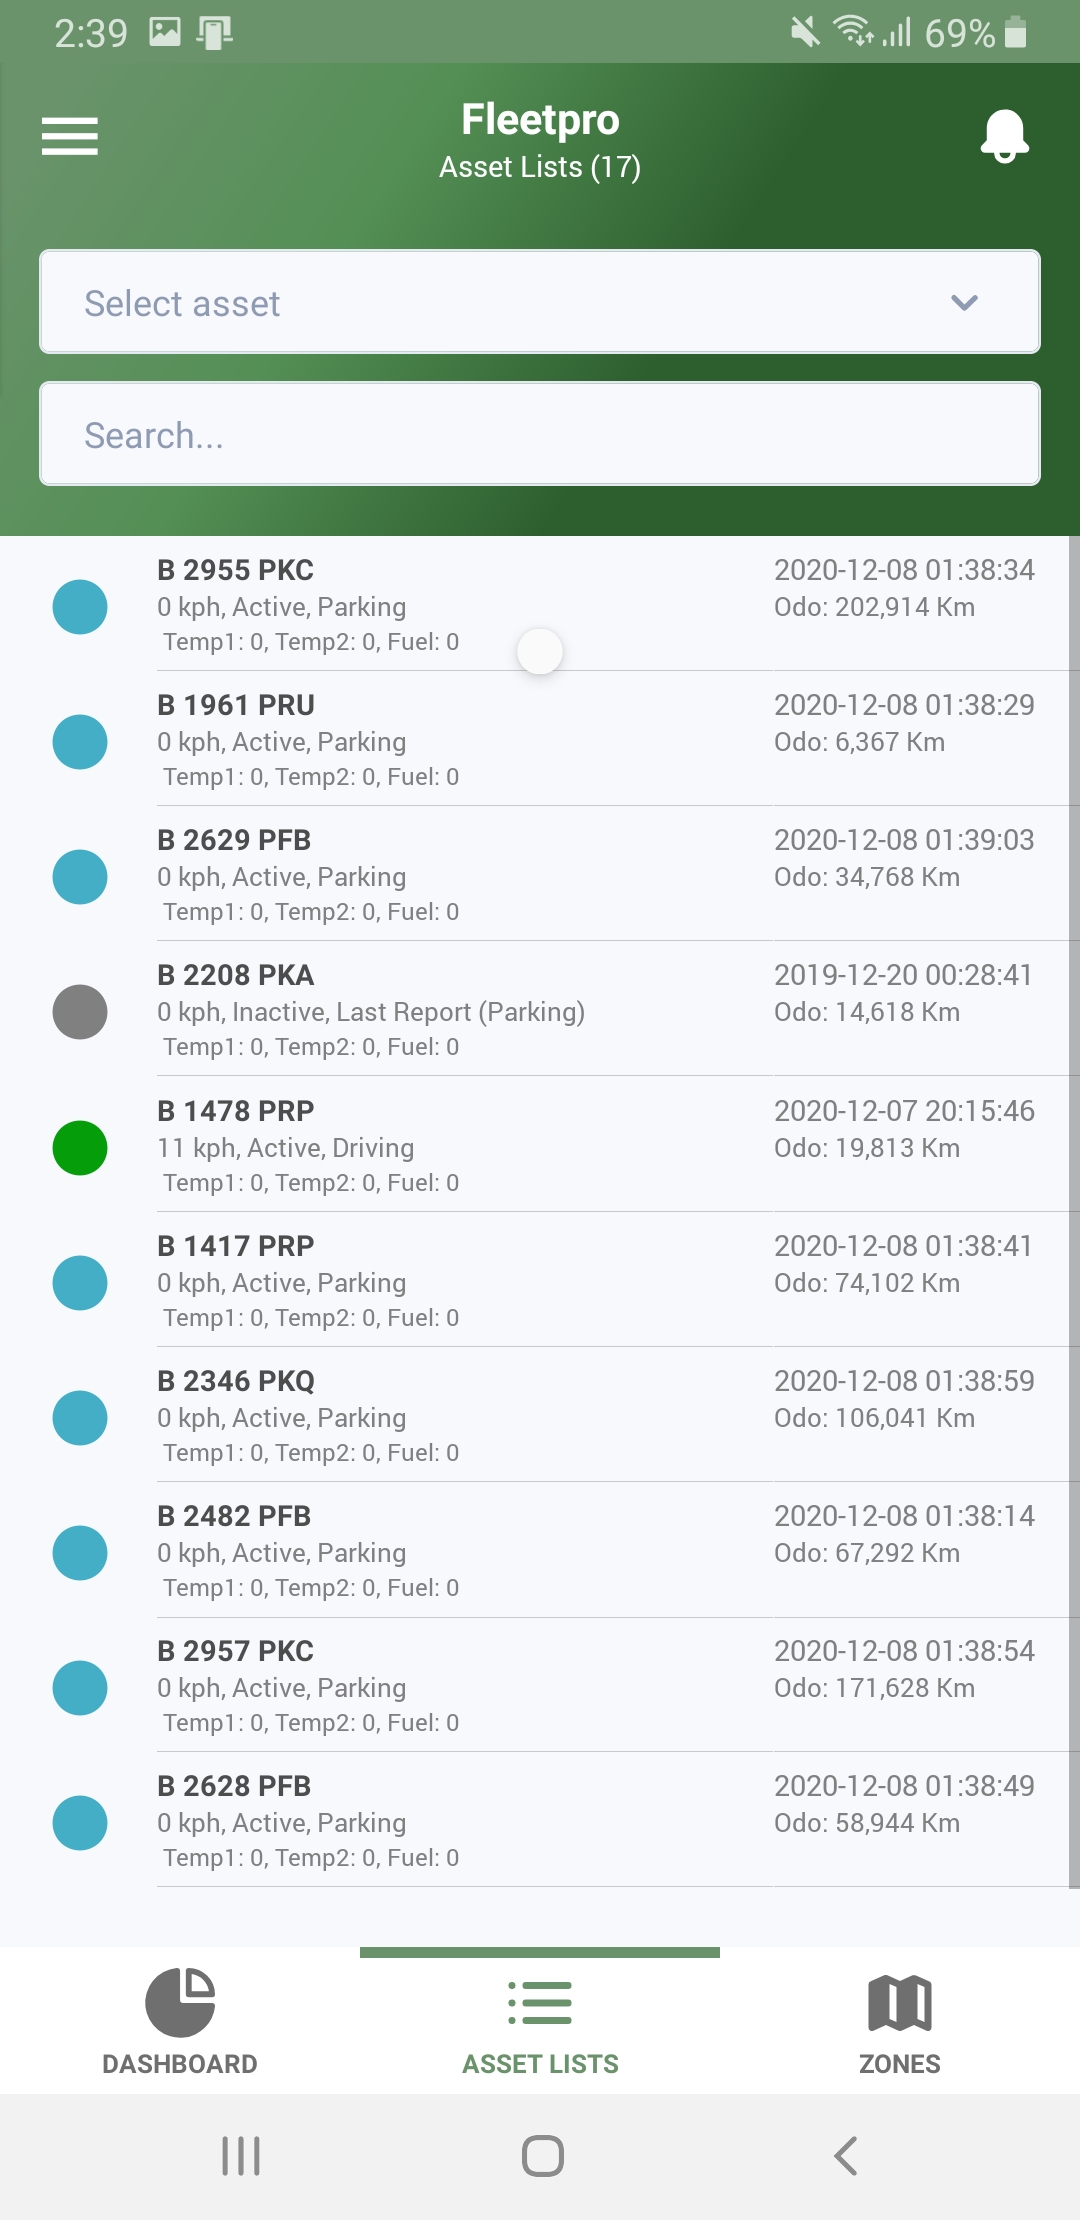 2:39 69%
Fleetpro
Asset Lists (17)
Select asset
Search...
B 2955 PKC 2020-12-08 01:38:34
0 kph, Active, Parking Odo: 202,914 Km
Temp1: 0, Temp2: 0, Fuel: 0
B 1961 PRU 2020-12-08 01:38:29
0 kph, Active, Parking Odo: 6,367 Km
Temp1: 0, Temp2: 0, Fuel: 0
B 2629 PFB 2020-12-08 01:39:03
0 kph, Active, Parking Odo: 34,768 Km
Temp1: 0, Temp2: 0, Fuel: 0
B 2208 PKA 2019-12-20 00:28:41
0 kph, Inactive, Last Report (Parking) Odo: 14,618 Km
Temp1: 0, Temp2: 0, Fuel: 0
B 1478 PRP 2020-12-07 20:15:46
11 kph, Active, Driving Odo: 19,813 Km
Temp1: 0, Temp2: 0, Fuel: 0
B 1417 PRP 2020-12-08 01:38:41
0 kph, Active, Parking Odo: 74,102 Km
Temp1: 0, Temp2: 0, Fuel: 0
B 2346 PKQ 2020-12-08 01:38:59
0 kph, Active, Parking Odo: 106,041 Km
Temp1: 0, Temp2: 0, Fuel: 0
B 2482 PFB 2020-12-08 01:38:14
0 kph, Active, Parking Odo: 67,292 Km
Temp1: 0, Temp2: 0, Fuel: 0
B 2957 PKC 2020-12-08 01:38:54
0 kph, Active, Parking Odo: 171,628 Km
Temp1: 0, Temp2: 0, Fuel: 0
B 2628 PFB 2020-12-08 01:38:49
0 kph, Active, Parking Odo: 58,944 Km
Temp1: 0, Temp2: 0, Fuel: 0
DASHBOARD ASSET LISTS ZONES